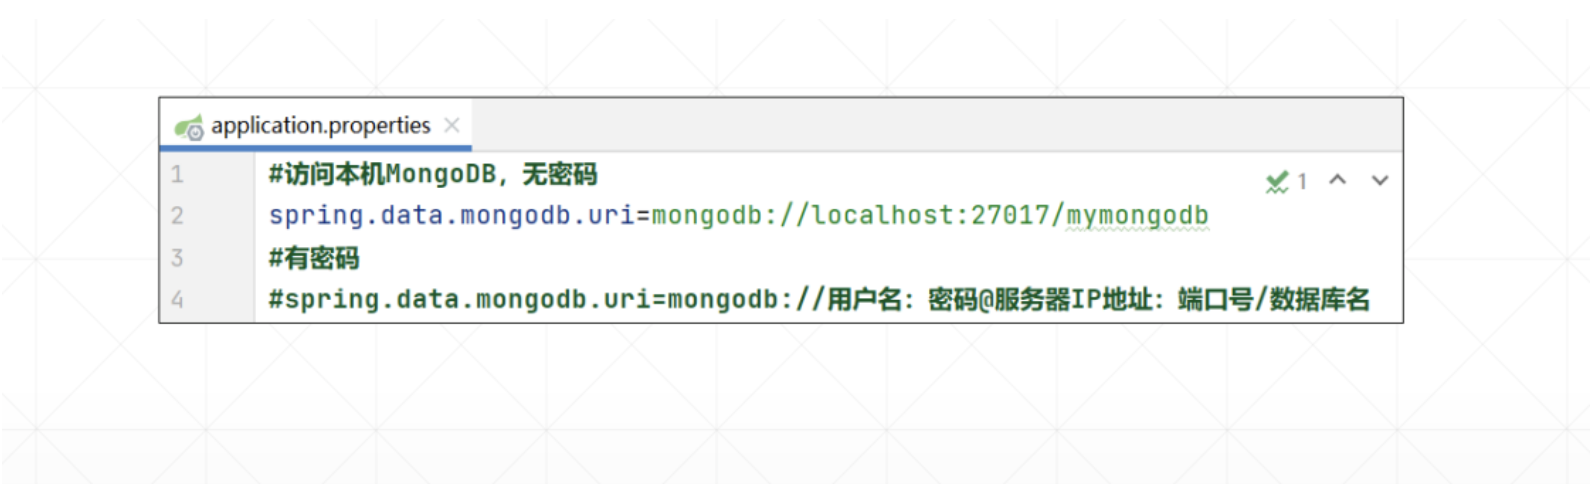 application.properties
1 #访问本机MongoDB，无密码
1
2 spring.data.mongodb.uri=mongodb://localhost:27017/mymongodb
3 #有密码
4 #spring.data.mongodb.uri=mongodb://用户名：密码@服务器IP地址：端口号/数据库名